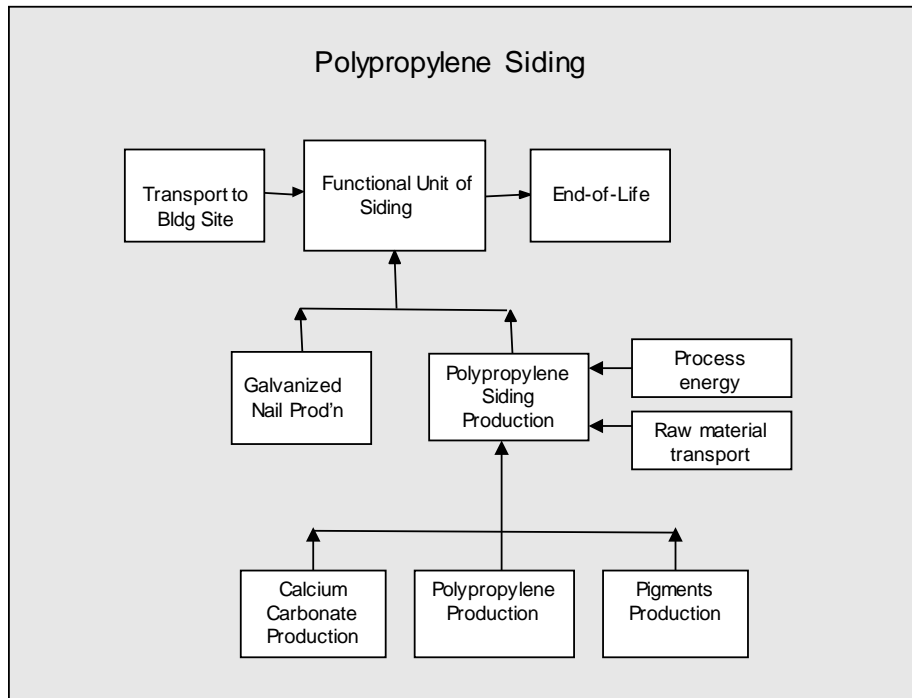 Polypropylene Siding
Transport to
Bldg Site
Functional Unit of
Siding
End-of-Life
Galvanized
Nail Prod'n
Polypropylene
Siding
Production
Process
energy
Raw material
transport
Calcium
Carbonate
Production
Polypropylene
Production
Pigments
Production